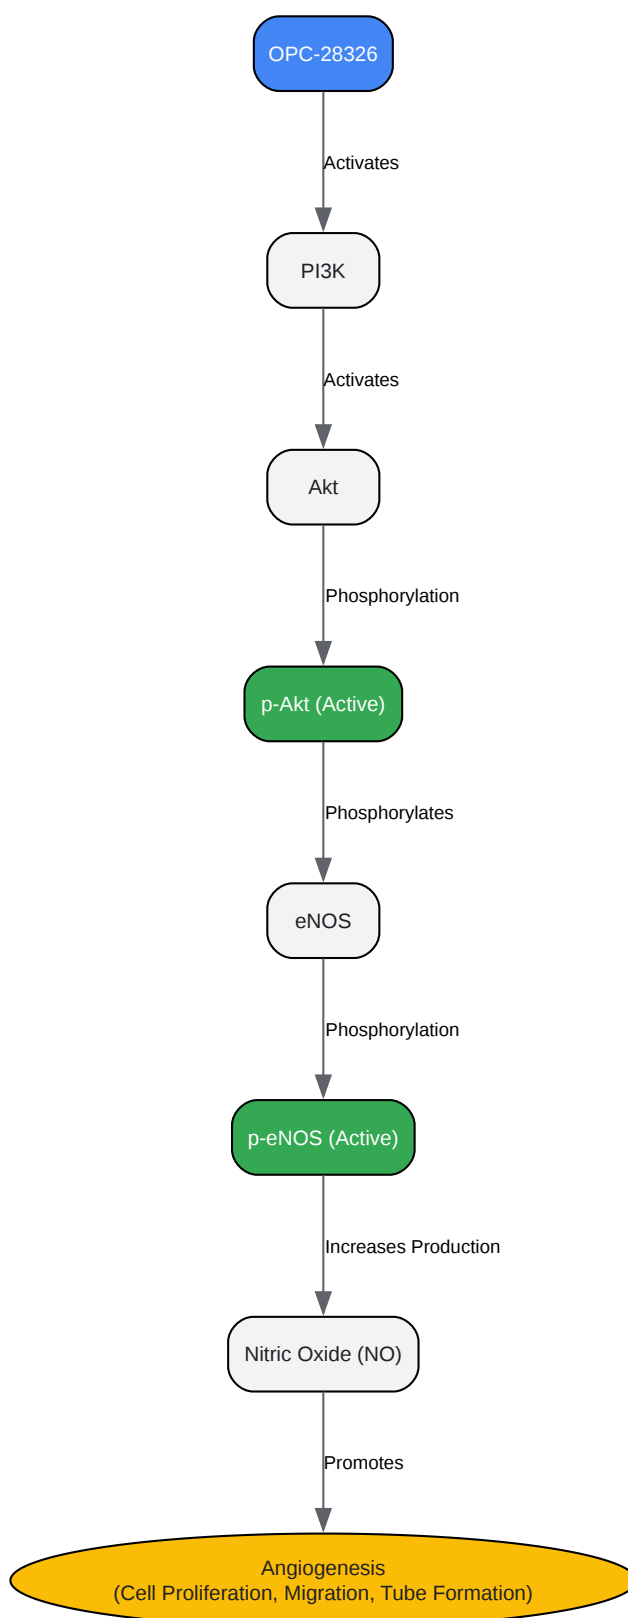 OPC-28326
Activates
PI3K
Activates
Akt
Phosphorylation
p-Akt (Active)
Phosphorylates
eNOS
Phosphorylation
p-eNOS (Active)
Increases Production
Nitric Oxide (NO)
Promotes
Angiogenesis
(Cell Proliferation, Migration, Tube Formation)